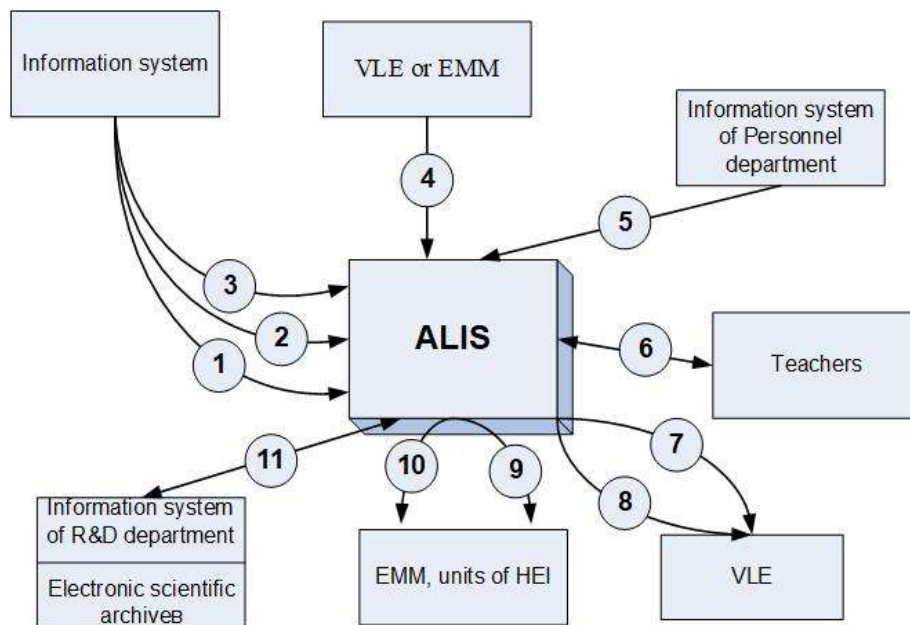 Information system
VLE or EMM
Information system
of Personnel
department
4
5
3
2
1
ALIS
6
Teachers
11
10
9
7
8
Information system
of R&D department
Electronic scientific
archiveв
EMM, units of HEI
VLE